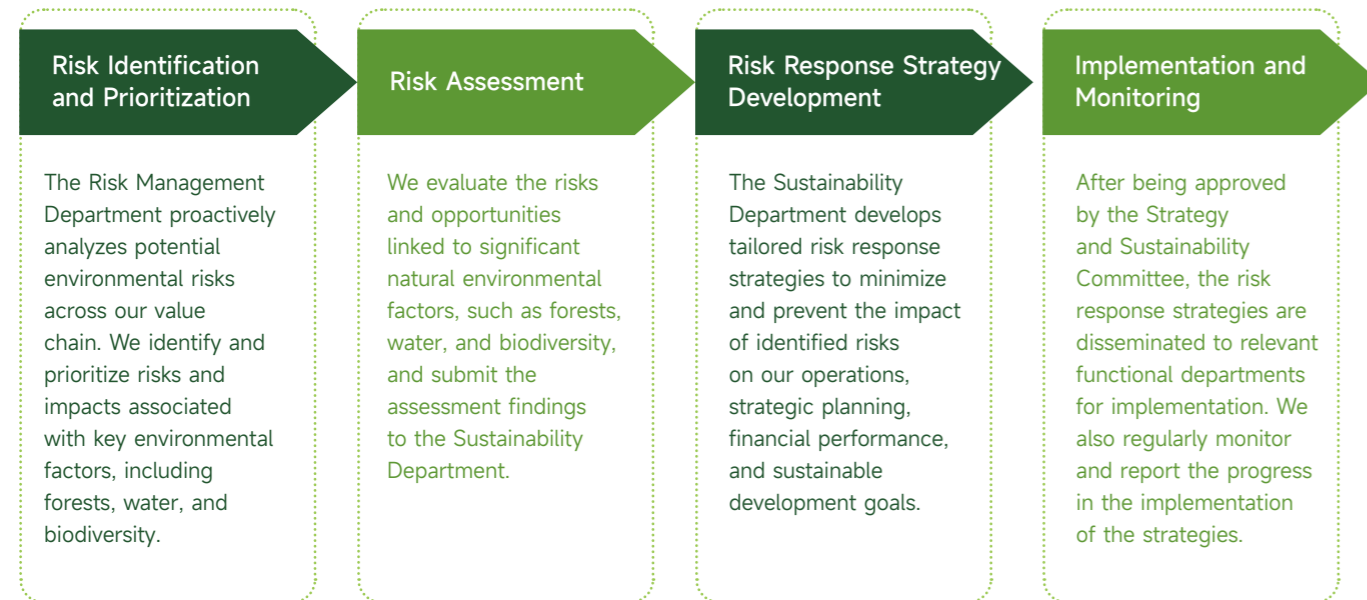 Risk Identification
and Prioritization
The Risk Management
Department proactively
analyzes potential
environmental risks
across our value
chain. We identify and
prioritize risks and
impacts associated
with key environmental
factors, including
forests, water, and
biodiversity.
Risk Assessment
We evaluate the risks
and opportunities
linked to significant
natural environmental
factors, such as forests,
water, and biodiversity,
and submit the
assessment findings
to the Sustainability
Department.
Risk Response Strategy
Development
The Sustainability
Department develops
tailored risk response
strategies to minimize
and prevent the impact
of identified risks
on our operations,
strategic planning,
financial performance,
and sustainable
development goals.
Implementation and
Monitoring
After being approved
by the Strategy
and Sustainability
Committee, the risk
response strategies are
disseminated to relevant
functional departments
for implementation. We
also regularly monitor
and report the progress
in the implementation
of the strategies.